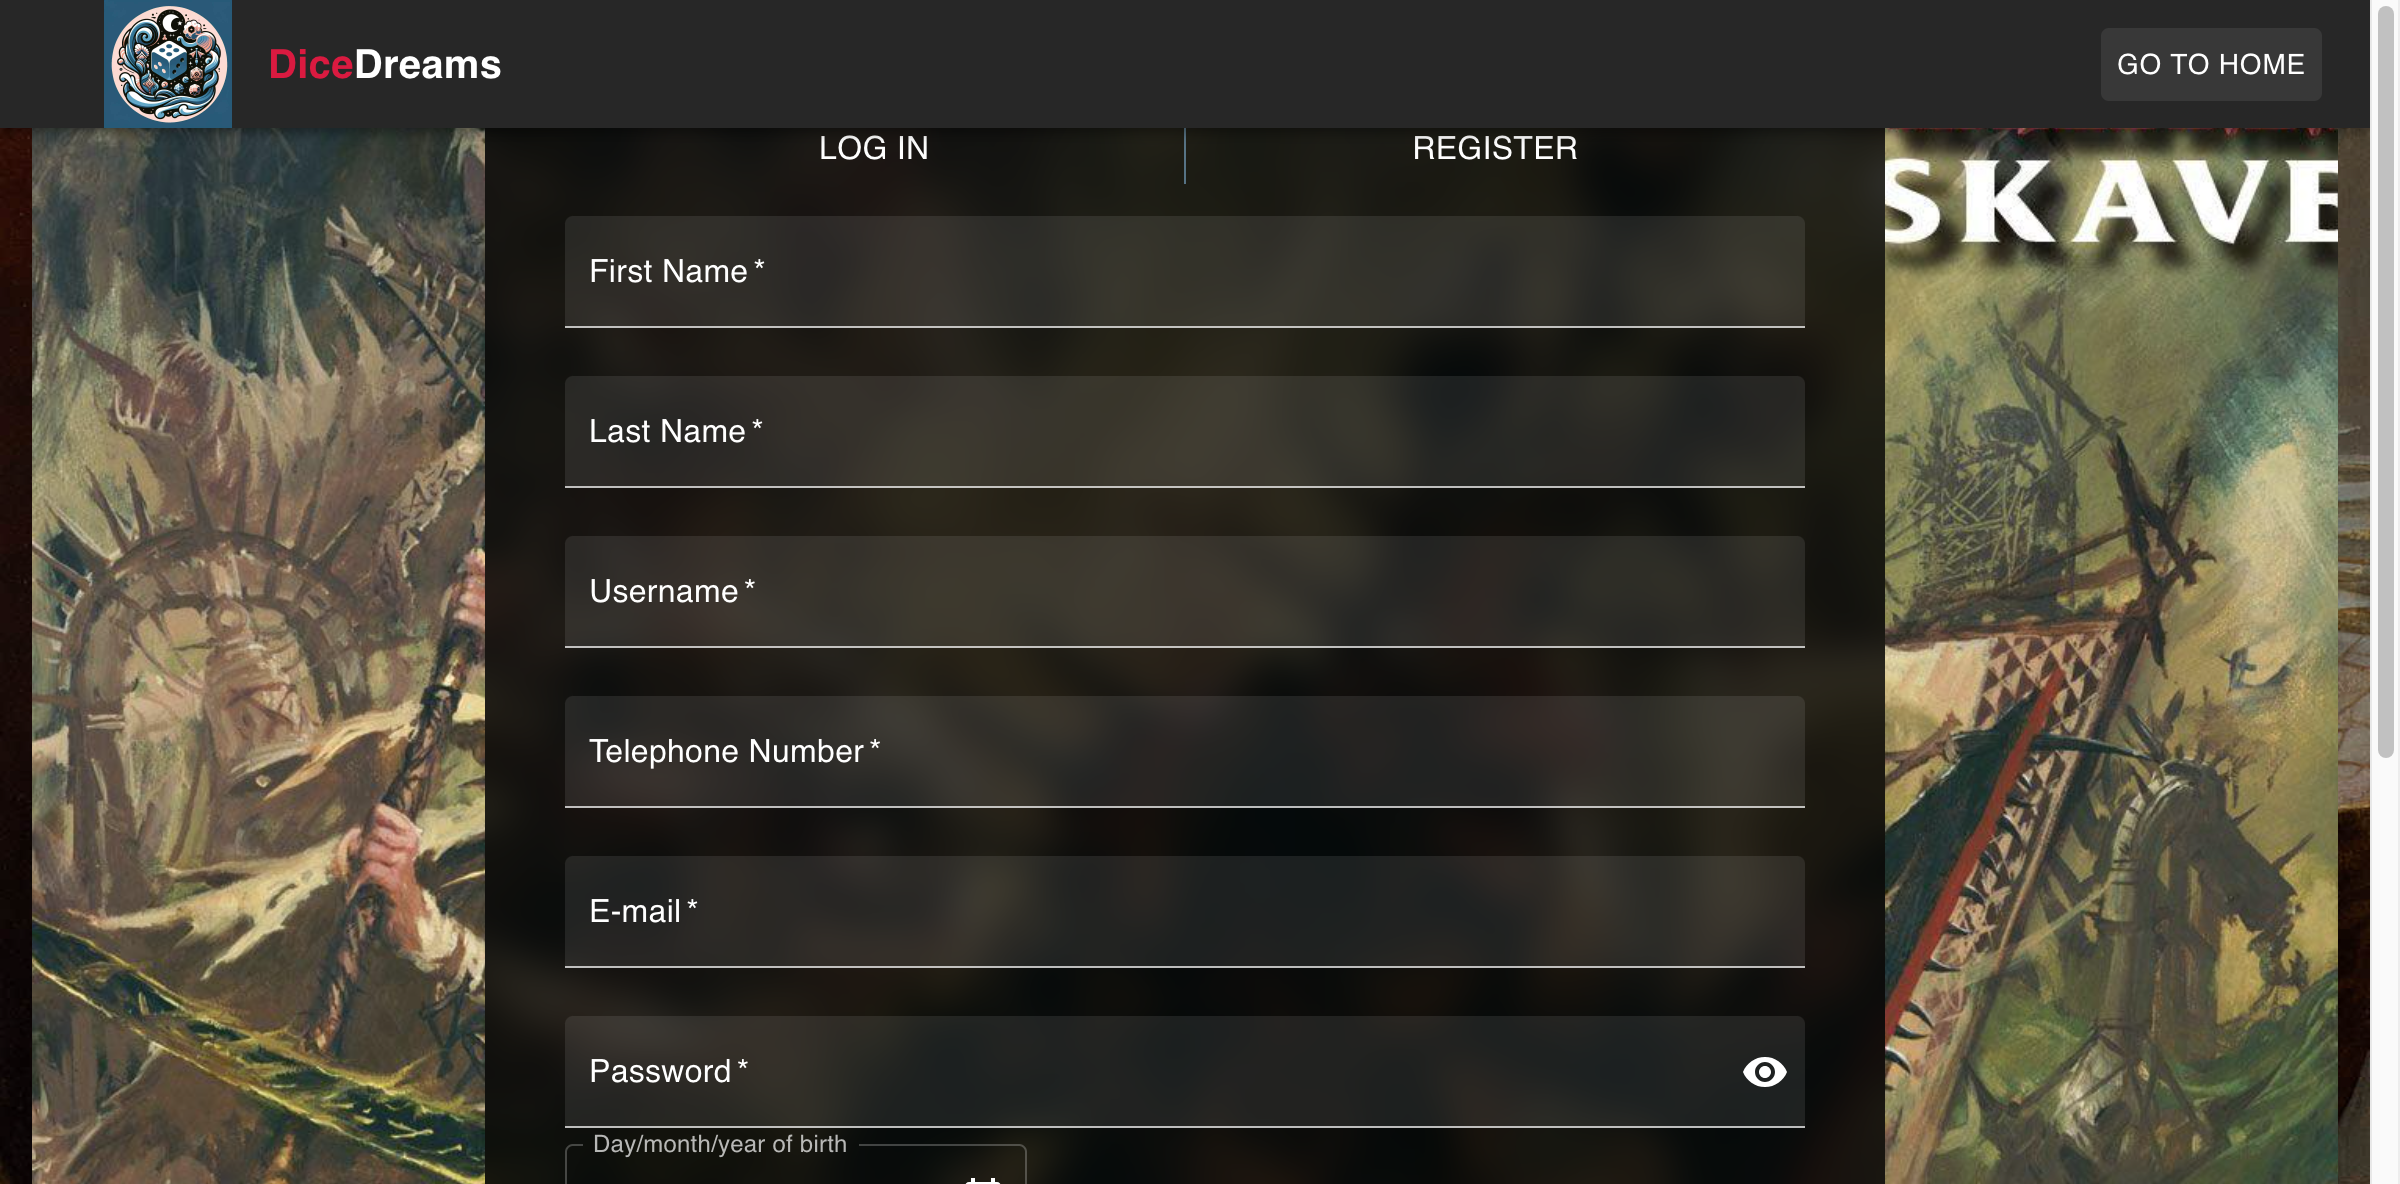 DiceDreams
GO TO HOME
LOG IN
REGISTER
SKAVE
First Name *
Last Name *
Username *
Telephone Number *
E-mail *
Password *
Day/month/year of birth